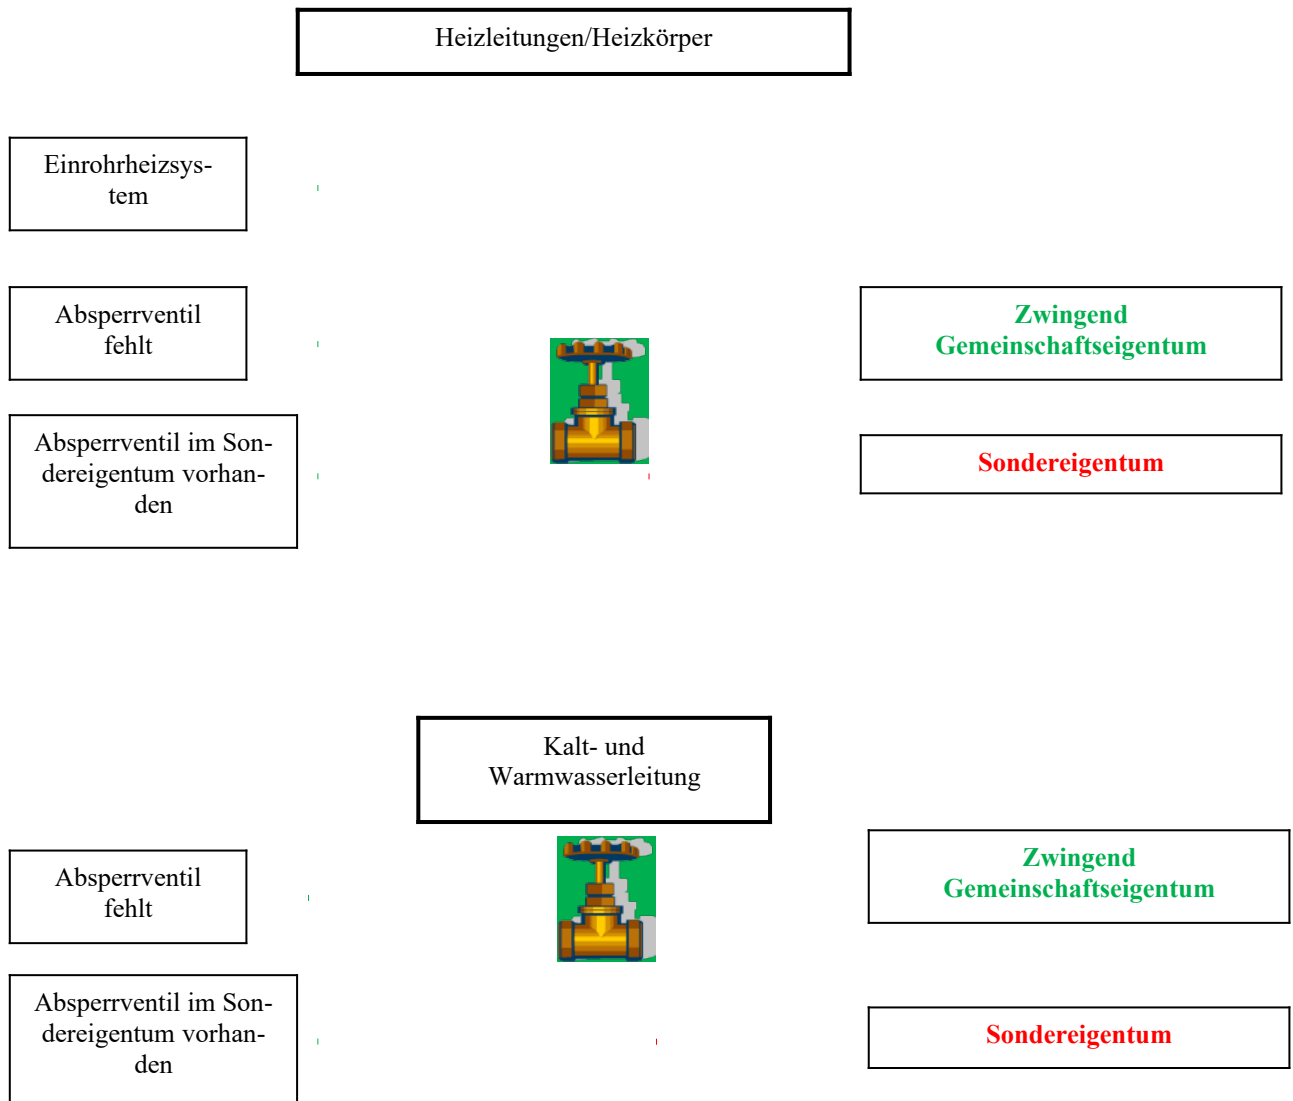 Heizleitungen/Heizkörper
Einrohrheizsys-
tem
Absperrventil
fehlt
Zwingend
Gemeinschaftseigentum
Absperrventil im Son-
dereigentum vorhan-
den
Sondereigentum
Kalt- und
Warmwasserleitung
Absperrventil
fehlt
Zwingend
Gemeinschaftseigentum
Absperrventil im Son-
dereigentum vorhan-
den
Sondereigentum